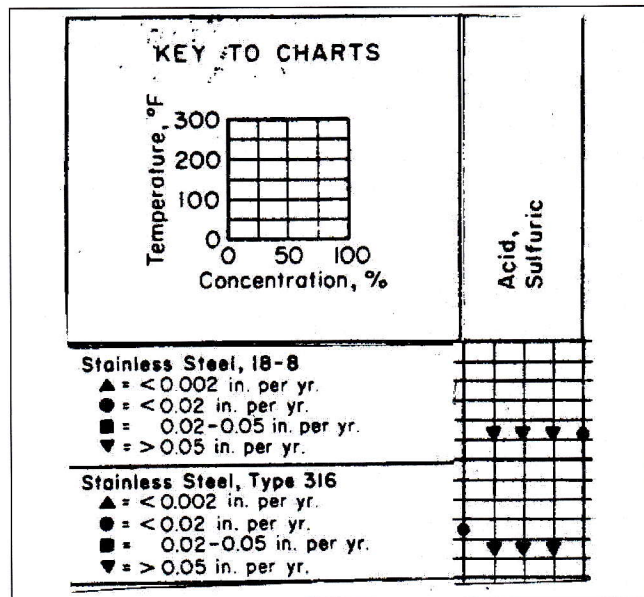 KEY TO CHARTS
Temperature, °F
300
200
100
0
0 50 100
Concentration, %
Acid,
Sulfuric
Stainless Steel, 18-8
▲ = < 0.002 in. per yr.
● = < 0.02 in. per yr.
■ = 0.02-0.05 in. per yr.
▼ = > 0.05 in. per yr.
Stainless Steel, Type 316
▲ = < 0.002 in. per yr.
● = < 0.02 in. per yr.
■ = 0.02-0.05 in. per yr.
▼ = > 0.05 in. per yr.